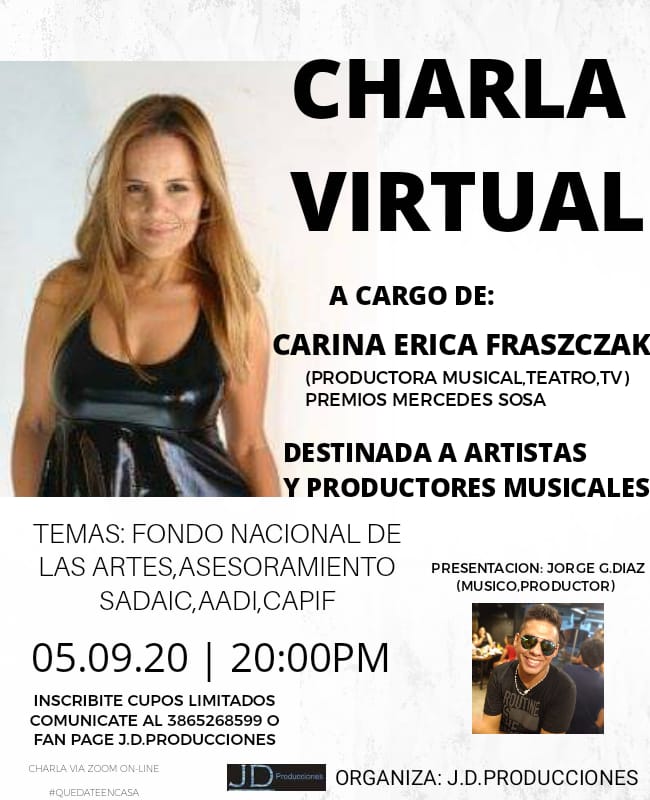 CHARLA
VIRTUAL
A CARGO DE:
CARINA ERICA FRASZCZAK
(PRODUCTORA MUSICAL,TEATRO,TV)
PREMIOS MERCEDES SOSA
DESTINADA A ARTISTAS
Y PRODUCTORES MUSICALES
TEMAS: FONDO NACIONAL DE
LAS ARTES,ASESORAMIENTO
SADAIC,AADI,CAPIF
05.09.20 | 20:00PM
INSCRIBITE CUPOS LIMITADOS
COMUNICATE AL 3865268599 O
FAN PAGE J.D.PRODUCCIONES
CHARLA VIA ZOOM ON-LINE
#QUEDATEENCASA
PRESENTACION: JORGE G.DIAZ
(MUSICO,PRODUCTOR)
ROUTINE
JD Producciones
ORGANIZA: J.D.PRODUCCIONES